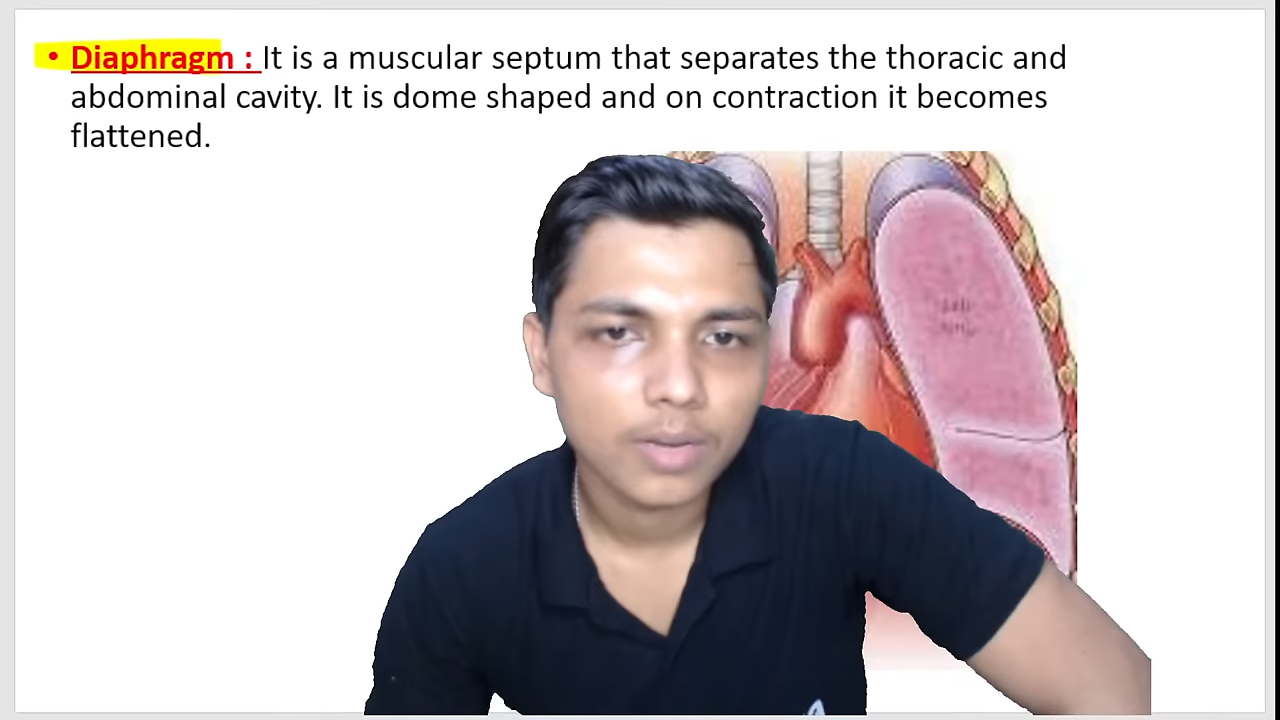 • Diaphragm : It is a muscular septum that separates the thoracic and
abdominal cavity. It is dome shaped and on contraction it becomes
flattened.